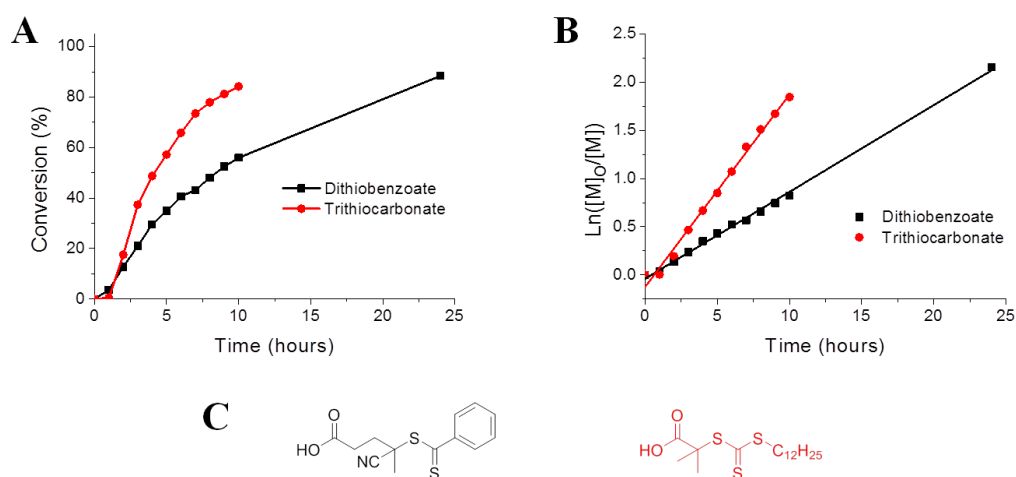 A
Conversion (%)
100
80
60
40
20
0
0 5 10 15 20 25
Time (hours)
Dithiobenzoate
Trithiocarbonate
B
Ln([M]O/[M])
2.5
2.0
1.5
1.0
0.5
0.0
0 5 10 15 20 25
Time (hours)
Dithiobenzoate
Trithiocarbonate
C
O
HO
NC
S
S
O
HO
S
S
S
C12H25